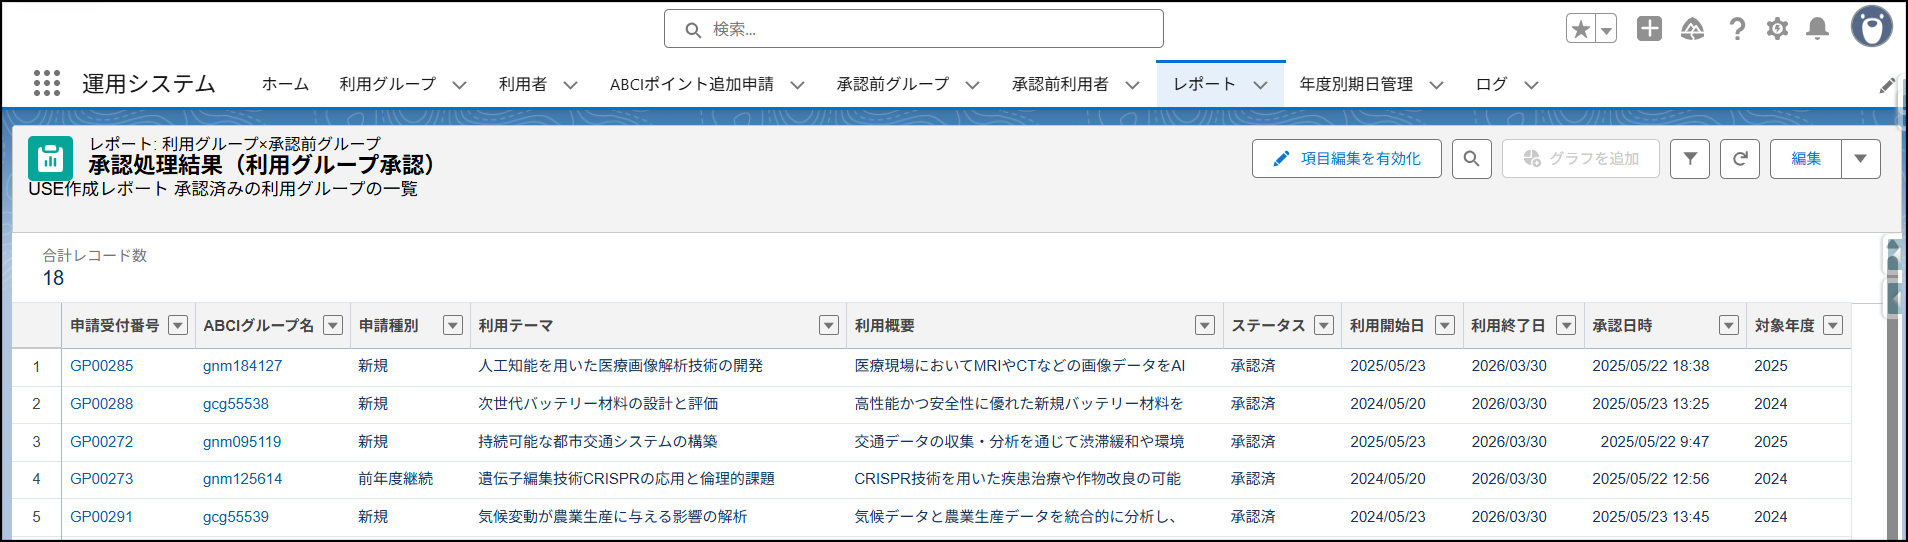 検索...
運用システム ホーム 利用グループ 利用者 ABCIポイント追加申請 承認前グループ 承認前利用者 レポート 年度別期日管理 ログ
レポート: 利用グループ×承認前グループ
承認処理結果（利用グループ承認）
USE作成レポート 承認済みの利用グループの一覧
項目編集を有効化 グラフを追加 編集
合計レコード数
18
申請受付番号 ABCIグループ名 申請種別 利用テーマ 利用概要 ステータス 利用開始日 利用終了日 承認日時 対象年度
1 GP00285 gnm184127 新規 人工知能を用いた医療画像解析技術の開発 医療現場においてMRIやCTなどの画像データをAI 承認済 2025/05/23 2026/03/30 2025/05/22 18:38 2025
2 GP00288 gcg55538 新規 次世代バッテリー材料の設計と評価 高性能かつ安全性に優れた新規バッテリー材料を 承認済 2024/05/20 2026/03/30 2025/05/23 13:25 2024
3 GP00272 gnm095119 新規 持続可能な都市交通システムの構築 交通データの収集・分析を通じて渋滞緩和や環境 承認済 2025/05/23 2026/03/30 2025/05/22 9:47 2025
4 GP00273 gnm125614 前年度継続 遺伝子編集技術CRISPRの応用と倫理的課題 CRISPR技術を用いた疾患治療や作物改良の可能 承認済 2024/05/20 2026/03/30 2025/05/22 12:56 2024
5 GP00291 gcg55539 新規 気候変動が農業生産に与える影響の解析 気候データと農業生産データを統合的に分析し、 承認済 2024/05/23 2026/03/30 2025/05/23 13:45 2024